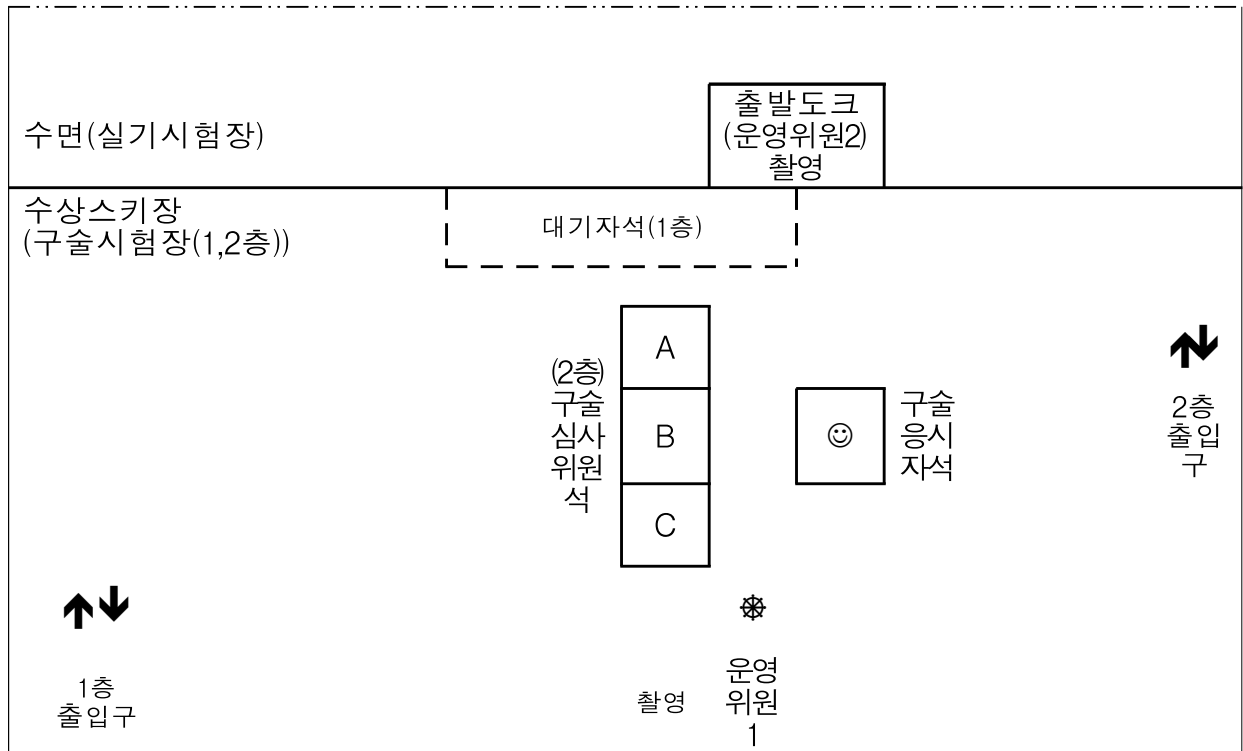 출발도크
(운영위원2)
촬영
수면(실기시험장)
수상스키장
(구술시험장(1,2층))
대기자석(1층)
(2층)
구술
심사
위원
석
A
B
C
구술
응시
자석
2층
출입
구
1층
출입구
촬영
운영
위원
1